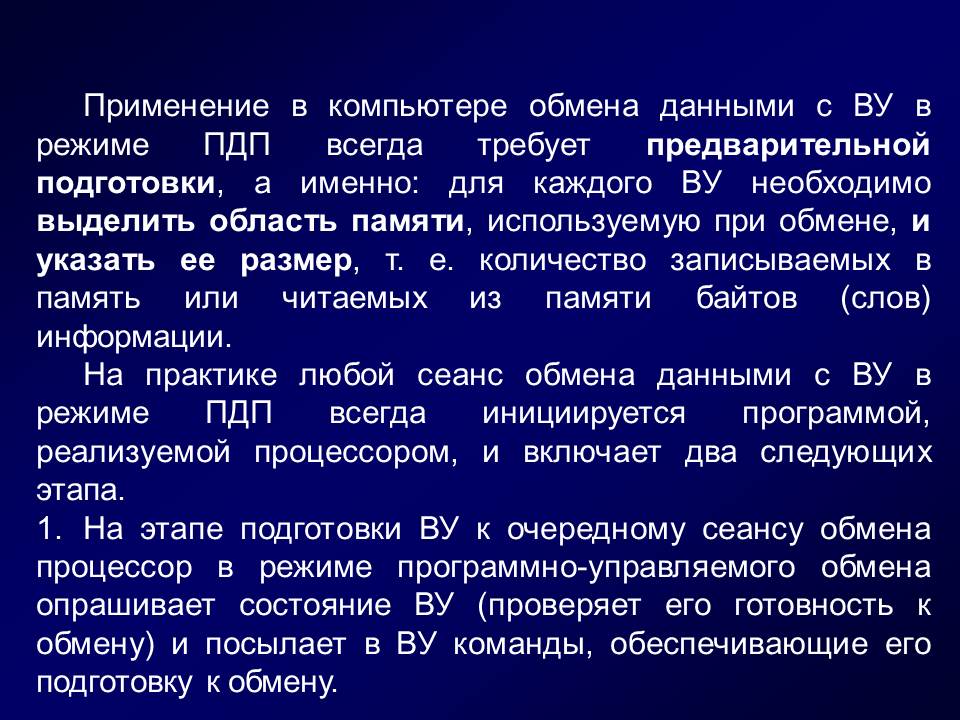 Применение в компьютере обмена данными с ВУ в
режиме ПДП всегда требует предварительной
подготовки, а именно: для каждого ВУ необходимо
выделить область памяти, используемую при обмене, и
указать ее размер, т. е. количество записываемых в
память или читаемых из памяти байтов (слов)
информации.
На практике любой сеанс обмена данными с ВУ в
режиме ПДП всегда инициируется программой,
реализуемой процессором, и включает два следующих
этапа.
1. На этапе подготовки ВУ к очередному сеансу обмена
процессор в режиме программно-управляемого обмена
опрашивает состояние ВУ (проверяет его готовность к
обмену) и посылает в ВУ команды, обеспечивающие его
подготовку к обмену.